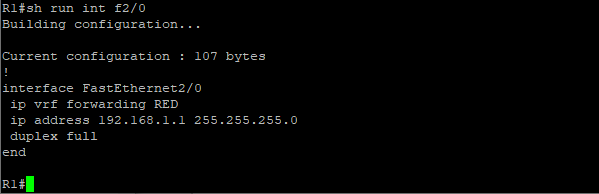 R1#sh run int f2/0
Building configuration...

Current configuration : 107 bytes
!
interface FastEthernet2/0
 ip vrf forwarding RED
 ip address 192.168.1.1 255.255.255.0
 duplex full
end

R1#